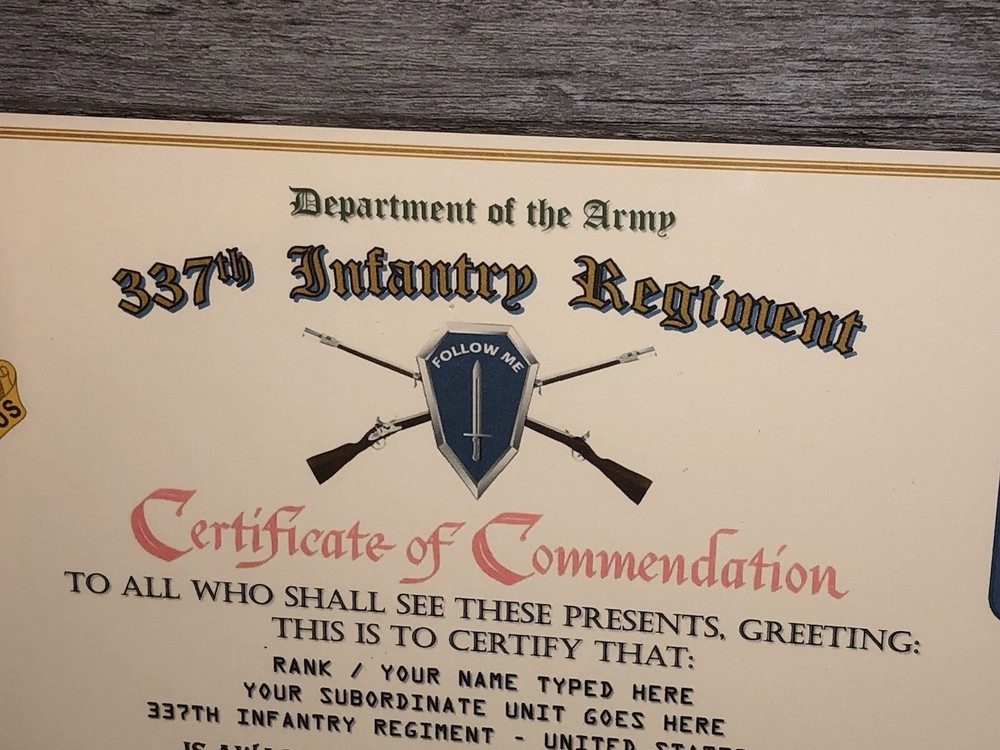 Department of the Army
337th Infantry Regiment
FOLLOW ME
Certificate of Commendation
TO ALL WHO SHALL SEE THESE PRESENTS, GREETING:
THIS IS TO CERTIFY THAT:
RANK / YOUR NAME TYPED HERE
YOUR SUBORDINATE UNIT GOES HERE
337TH INFANTRY REGIMENT - UNITED
IS